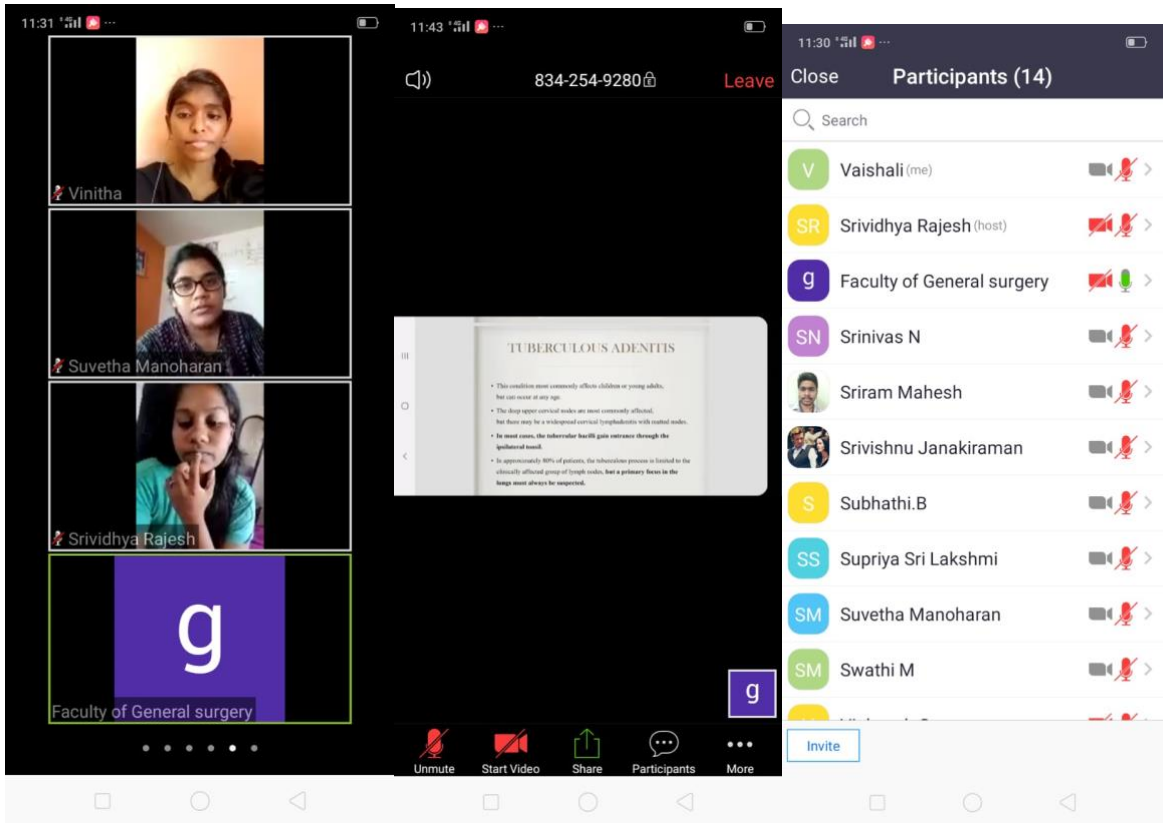 11:31 4G
Vinitha
Suvetha Manoharan
Srividhya Rajesh
g
Faculty of General surgery
11:43 4G
834-254-9280
Leave
TUBERCULOUS ADENITIS
• This condition most commonly affects children or young adults,
but can occur at any age.
• The deep upper cervical nodes are most commonly affected,
but there may be a widespread cervical lymphadenitis with matted nodes.
• In most cases, the tubercular bacilli gain entrance through the
ipsilateral tonsil.
• In approximately 80% of patients, the tuberculous process is limited to the
clinically affected group of lymph nodes, but a primary focus in the
lungs must always be suspected.
g
Unmute
Start Video
Share
Participants
More
11:30 4G
Close
Participants (14)
Search
V Vaishali (me)
SR Srividhya Rajesh (host)
g Faculty of General surgery
SN Srinivas N
Sriram Mahesh
Srivishnu Janakiraman
S Subhathi.B
SS Supriya Sri Lakshmi
SM Suvetha Manoharan
SM Swathi M
Invite